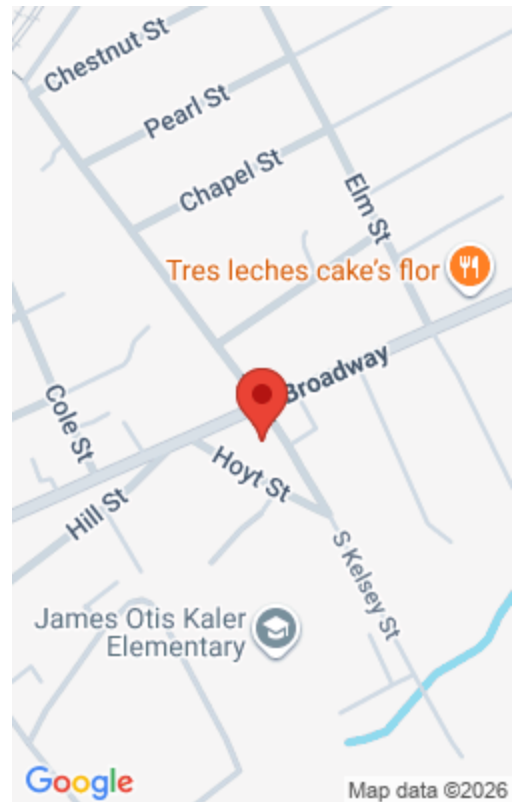 Chestnut St
Pearl St
Chapel St
Elm St
Tres leches cake's flor
Broadway
Cole St
Hoyt St
Hill St
S Kelsey St
James Otis Kaler
Elementary
Google
Map data ©2026